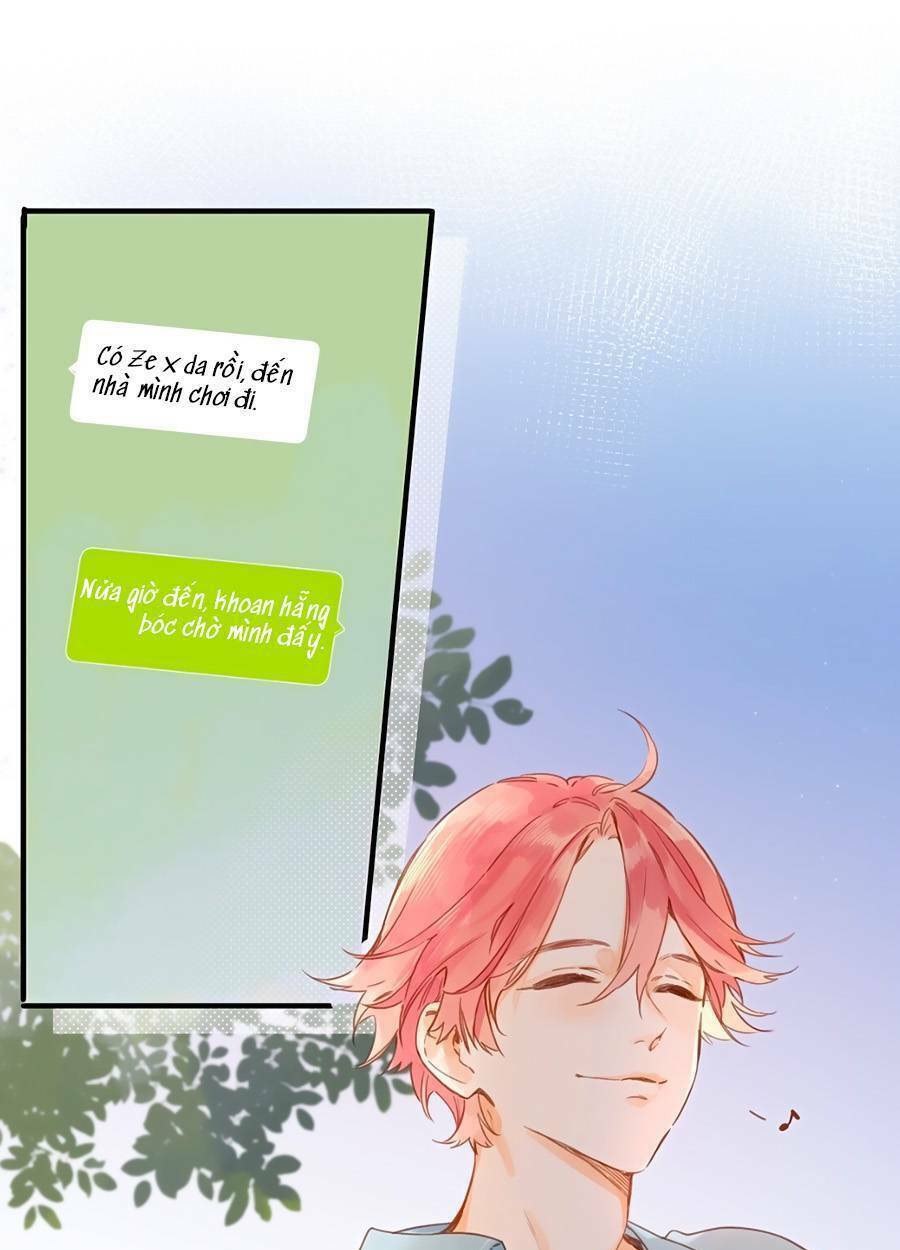 Có Ze x da rồi, đến
nhà mình chơi đi.
Nửa giờ đến, khoan hẵng
bóc chờ mình đấy.